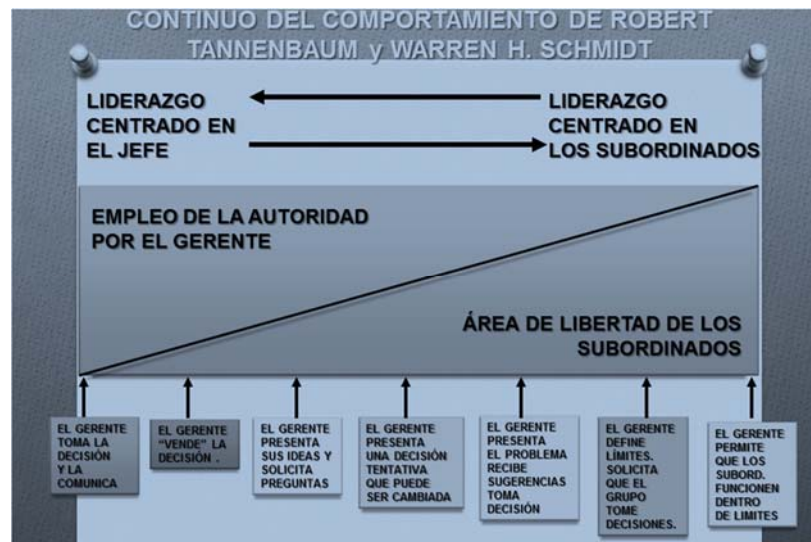 CONTINUO DEL COMPORTAMIENTO DE ROBERT
TANNENBAUM y WARREN H. SCHMIDT
LIDERAZGO
CENTRADO EN
EL JEFE
LIDERAZGO
CENTRADO EN
LOS SUBORDINADOS
EMPLEO DE LA AUTORIDAD
POR EL GERENTE
ÁREA DE LIBERTAD DE LOS
SUBORDINADOS
EL GERENTE
TOMA LA
DECISIÓN
Y LA
COMUNICA
EL GERENTE
“VENDE” LA
DECISIÓN .
EL GERENTE
PRESENTA
SUS IDEAS Y
SOLICITA
PREGUNTAS
EL GERENTE
PRESENTA
UNA DECISIÓN
TENTATIVA
QUE PUEDE
SER CAMBIADA
EL GERENTE
PRESENTA
EL PROBLEMA
RECIBE
SUGERENCIAS
TOMA
DECISIÓN
EL GERENTE
DEFINE
LÍMITES.
SOLICITA
QUE EL
GRUPO
TOME
DECISIONES.
EL GERENTE
PERMITE
QUE LOS
SUBORD.
FUNCIONEN
DENTRO
DE LIMITES